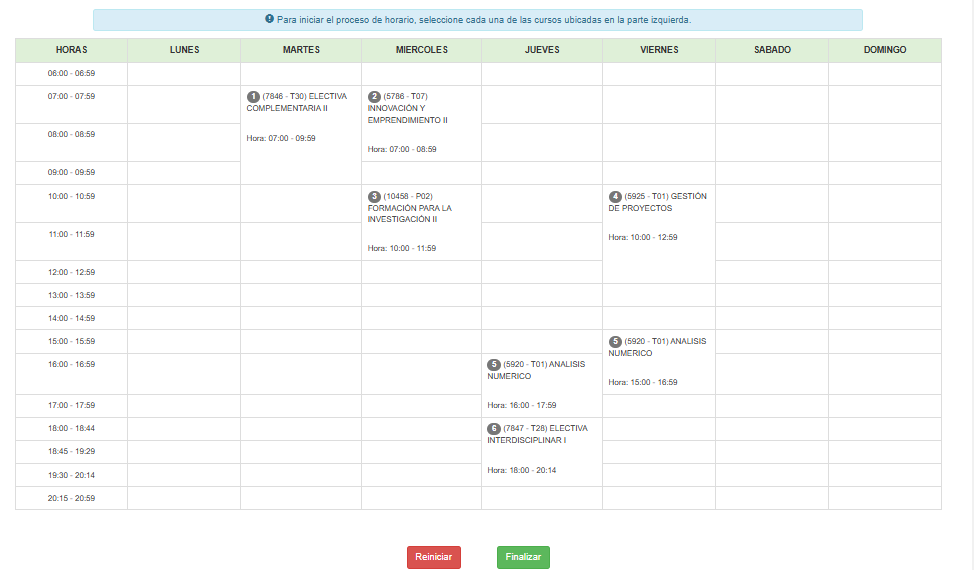 Para iniciar el proceso de horario, seleccione cada una de las cursos ubicadas en la parte izquierda.
HORAS LUNES MARTES MIERCOLES JUEVES VIERNES SABADO DOMINGO
06:00 - 06:59
07:00 - 07:59
1 (7846 - T30) ELECTIVA
COMPLEMENTARIA II
Hora: 07:00 - 09:59
2 (5786 - T07)
INNOVACIÓN Y
EMPRENDIMIENTO II
Hora: 07:00 - 08:59
08:00 - 08:59
09:00 - 09:59
10:00 - 10:59
3 (10458 - P02)
FORMACIÓN PARA LA
INVESTIGACIÓN II
Hora: 10:00 - 11:59
4 (5925 - T01) GESTIÓN
DE PROYECTOS
Hora: 10:00 - 12:59
11:00 - 11:59
12:00 - 12:59
13:00 - 13:59
14:00 - 14:59
15:00 - 15:59
5 (5920 - T01) ANALISIS
NUMERICO
Hora: 15:00 - 16:59
16:00 - 16:59
5 (5920 - T01) ANALISIS
NUMERICO
Hora: 16:00 - 17:59
17:00 - 17:59
18:00 - 18:44
6 (7847 - T28) ELECTIVA
INTERDISCIPLINAR I
Hora: 18:00 - 20:14
18:45 - 19:29
19:30 - 20:14
20:15 - 20:59
Reiniciar Finalizar